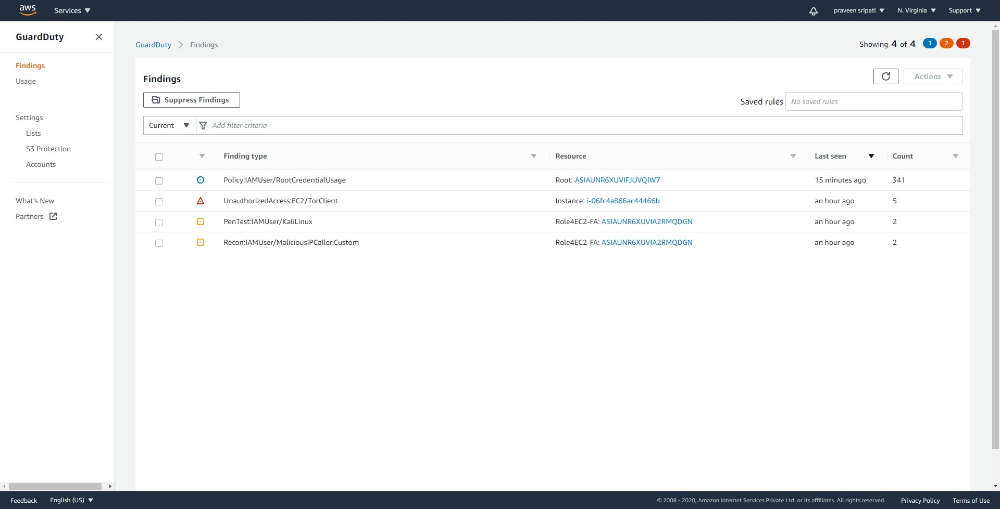 aws Services praveen sripati N. Virginia Support
GuardDuty
Findings
Usage
Settings
Lists
S3 Protection
Accounts
What's New
Partners
GuardDuty Findings
Showing 4 of 4 1 2 1
Findings
Actions
Suppress Findings
Saved rules No saved rules
Current Add filter criteria
Finding type Resource Last seen Count
Policy:IAMUser/RootCredentialUsage Root: ASIAUNR6XUVIFJUVQIW7 15 minutes ago 341
UnauthorizedAccess:EC2/TorClient Instance: i-06fc4a866ac44466b an hour ago 5
PenTest:IAMUser/KaliLinux Role4EC2-FA: ASIAUNR6XUVIA2RMQDGN an hour ago 2
Recon:IAMUser/MaliciousIPCaller.Custom Role4EC2-FA: ASIAUNR6XUVIA2RMQDGN an hour ago 2
Feedback English (US) © 2008 - 2020, Amazon Internet Services Private Ltd. or its affiliates. All rights reserved. Privacy Policy Terms of Use